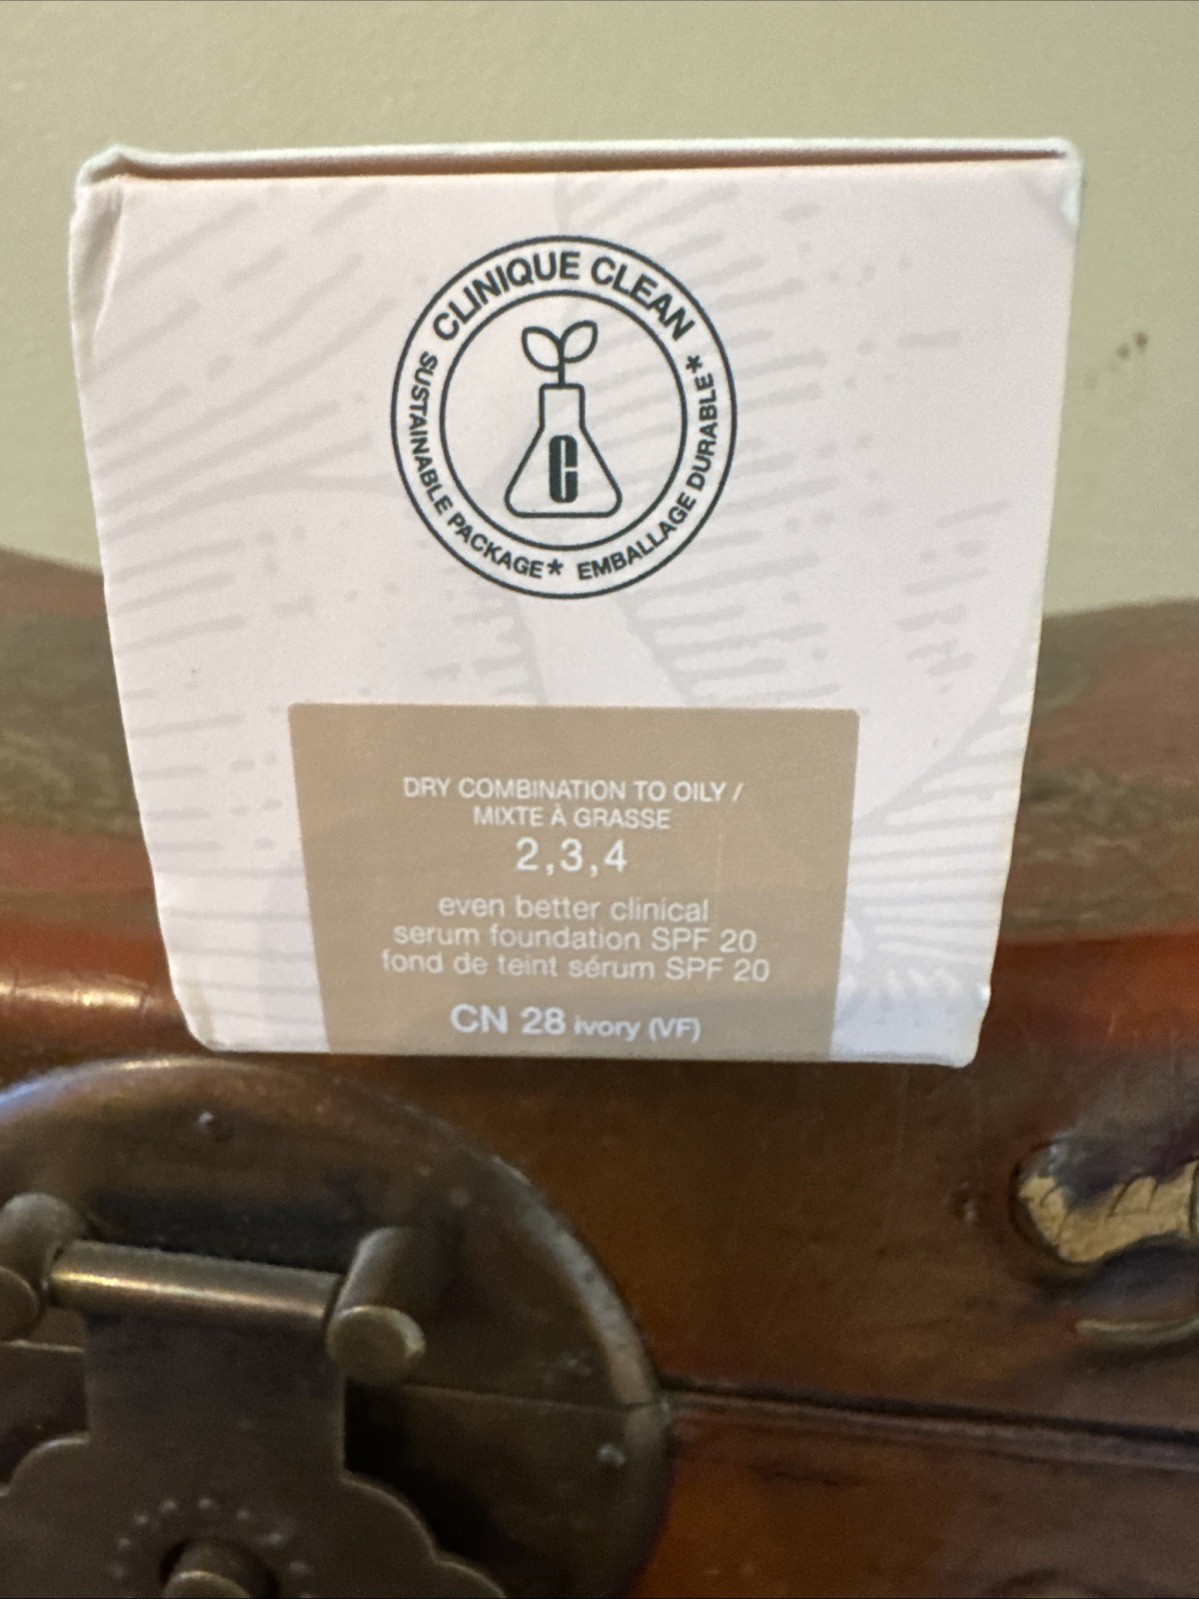 CLINIQUE CLEAN
SUSTAINABLE PACKAGE* EMBALLAGE DURABLE*
C
DRY COMBINATION TO OILY /
MIXTE À GRASSE
2,3,4
even better clinical
serum foundation SPF 20
fond de teint sérum SPF 20
CN 28 ivory (VF)